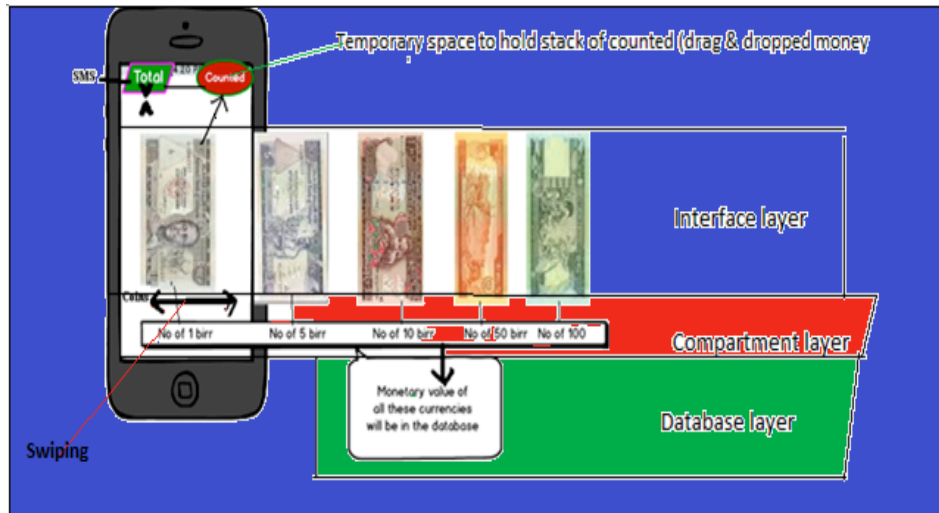 Temporary space to hold stack of counted (drag & dropped money
SMS
Total
Counted
Interface layer
Coins
No of 1 birr
No of 5 birr
No of 10 birr
No of 50 birr
No of 100
Compartment layer
Monetary value of
all these currencies
will be in the database
Database layer
Swiping